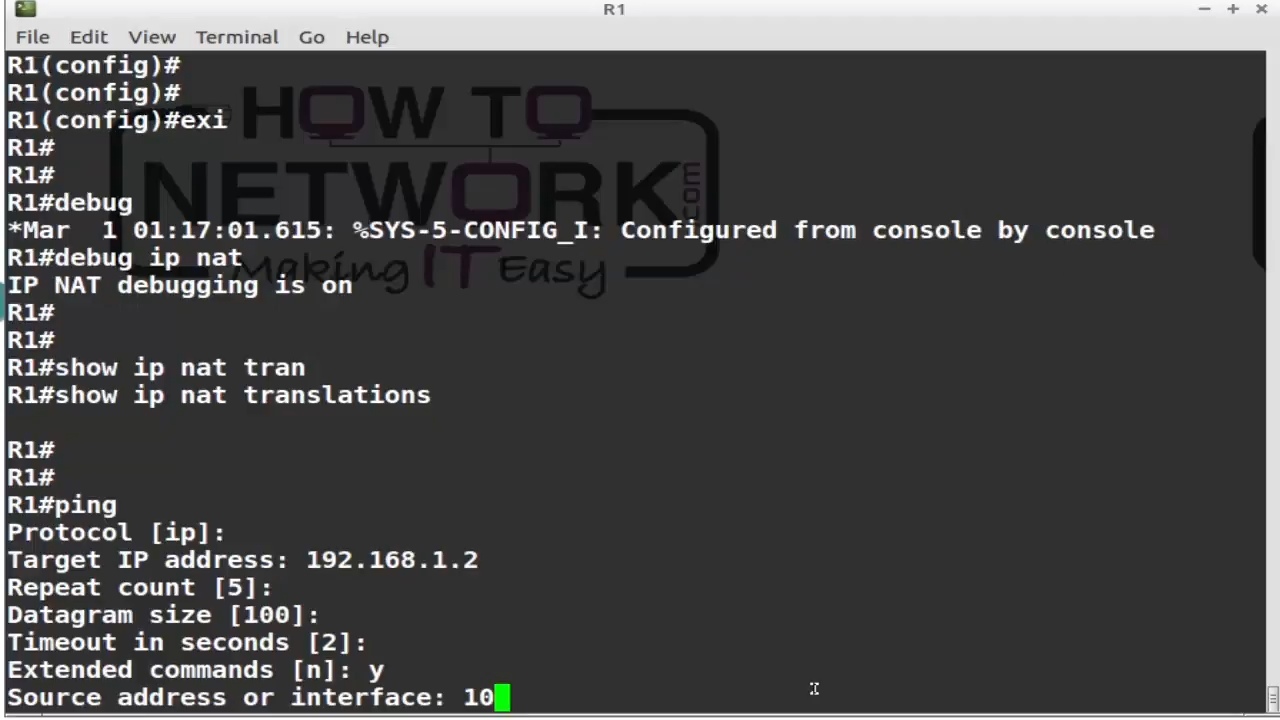 R1
File Edit View Terminal Go Help
R1(config)#
R1(config)#
R1(config)#exi
R1#
R1#
R1#debug
*Mar  1 01:17:01.615: %SYS-5-CONFIG_I: Configured from console by console
R1#debug ip nat
IP NAT debugging is on
R1#
R1#
R1#show ip nat tran
R1#show ip nat translations
R1#
R1#
R1#ping
Protocol [ip]:
Target IP address: 192.168.1.2
Repeat count [5]:
Datagram size [100]:
Timeout in seconds [2]:
Extended commands [n]: y
Source address or interface: 10
HOW TO
NETWORK.com
Making IT Easy